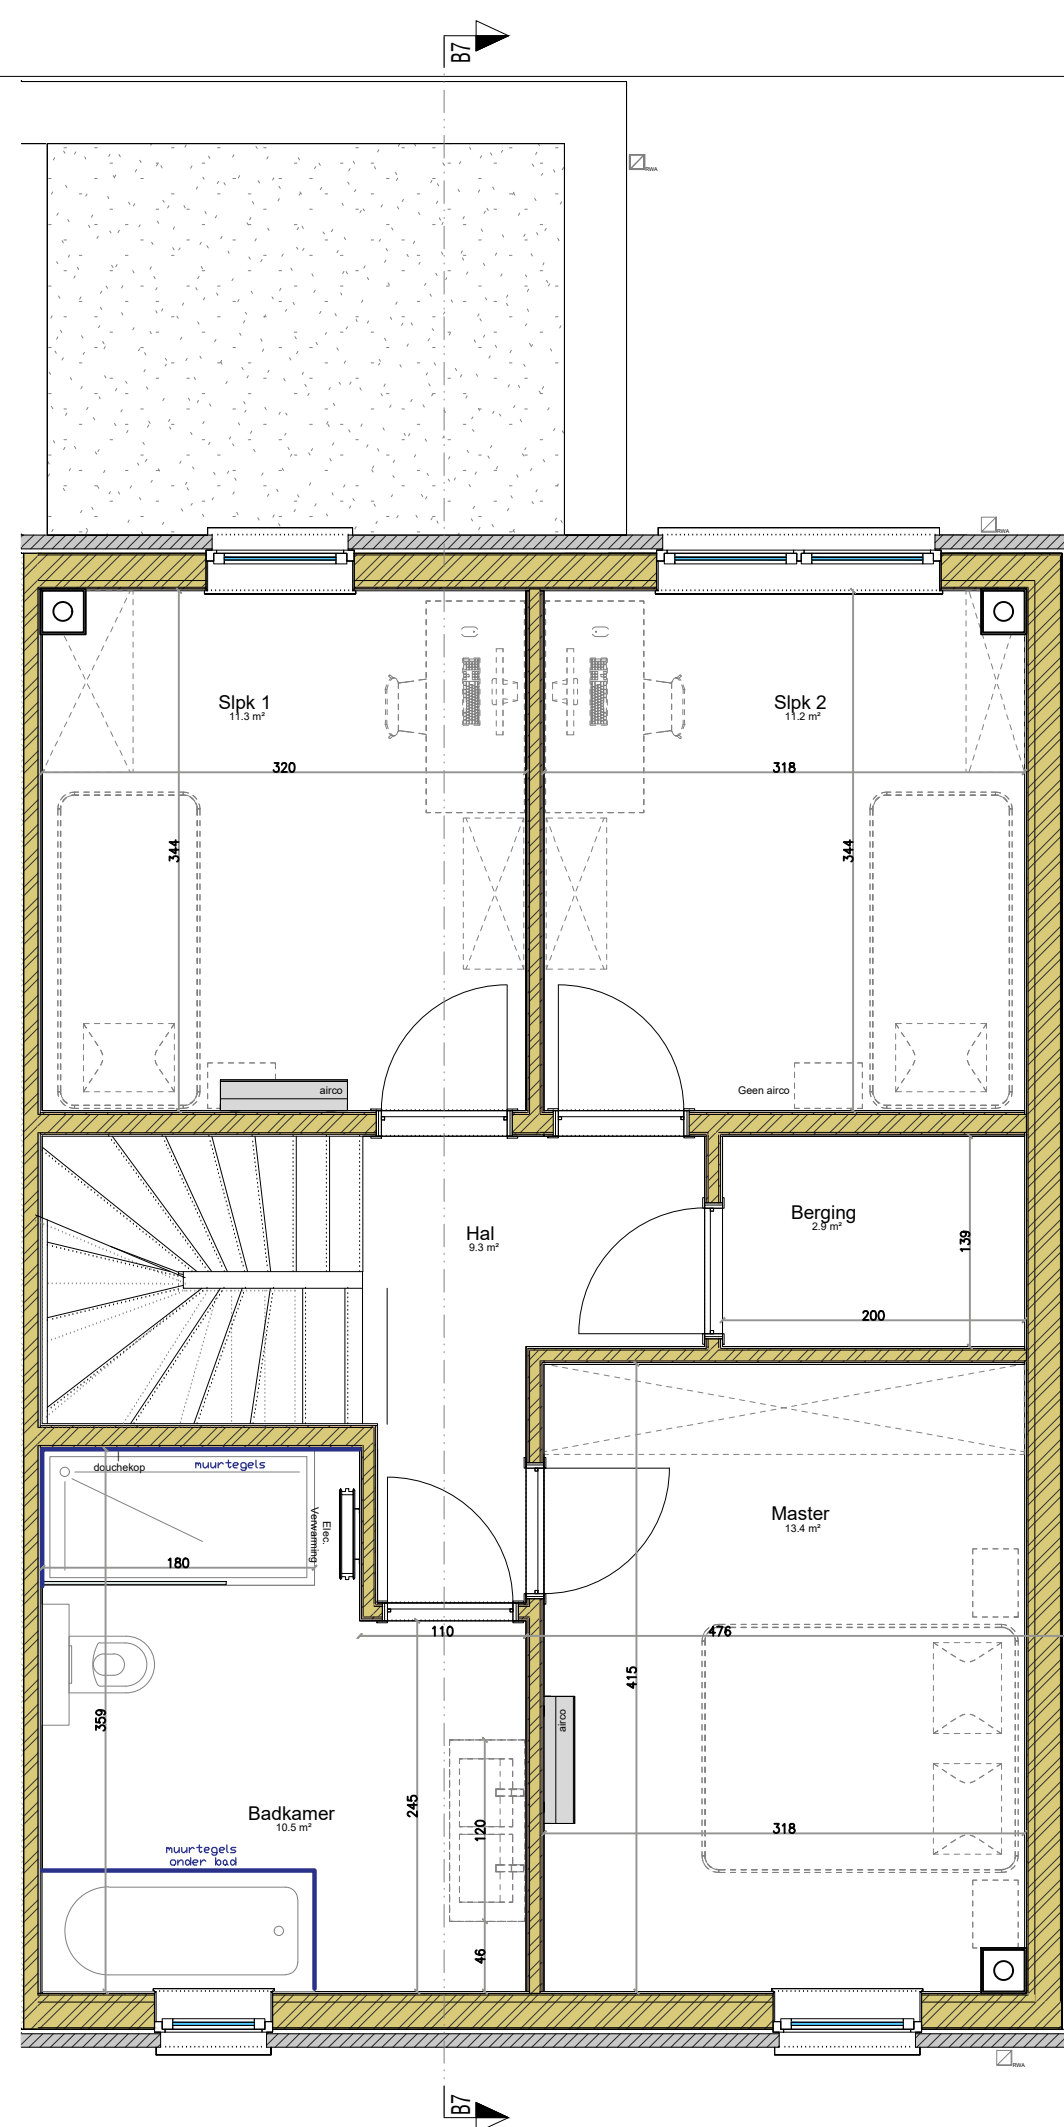 B7
RWA
RWA
Slpk 1
11.3 m²
Slpk 2
11.2 m²
320
318
344
344
airco
Geen airco
Hal
9.3 m²
Berging
2.9 m²
139
200
douchekop
muurtegels
Elec.
Verwarming
180
Master
13.4 m²
110
476
415
359
airco
245
120
318
Badkamer
10.5 m²
muurtegels
onder bad
46
RWA
B7